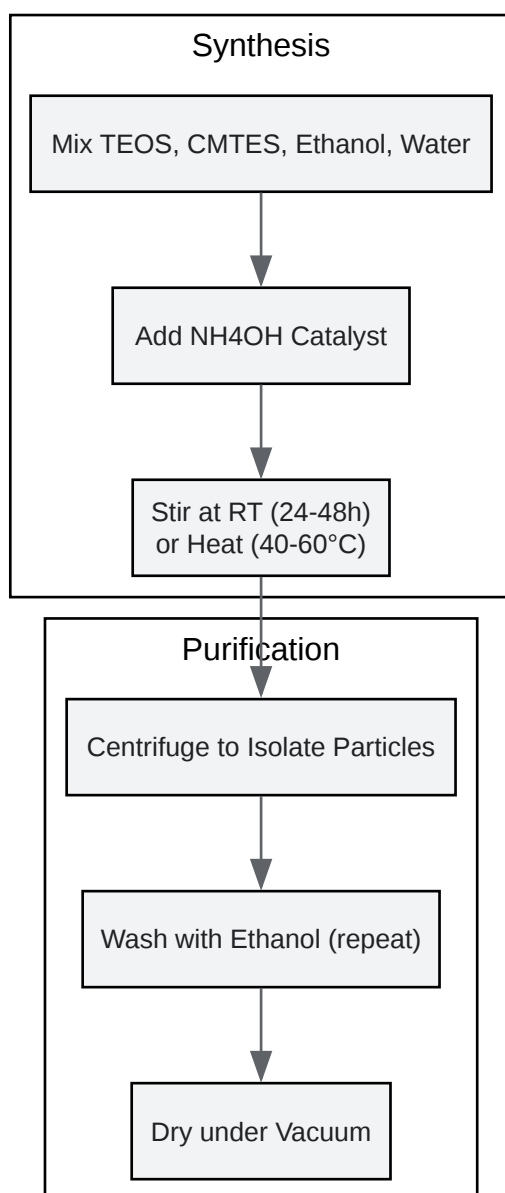 Synthesis
Mix TEOS, CMTES, Ethanol, Water
Add NH4OH Catalyst
Stir at RT (24-48h)
or Heat (40-60°C)
Purification
Centrifuge to Isolate Particles
Wash with Ethanol (repeat)
Dry under Vacuum